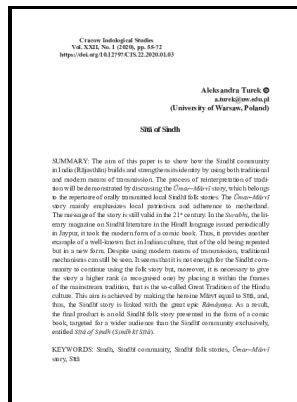 Cracow Indological Studies
Vol. XXII, No. 1 (2020), pp. 55-72
https://doi.org/10.12797/CIS.22.2020.01.03
Aleksandra Turek
a.turek@uw.edu.pl
(University of Warsaw, Poland)
Sītā of Sindh
SUMMARY: The aim of this paper is to show how the Sindhī community
in India (Rājasthān) builds and strengthens its identity by using both traditional
and modern means of transmission. The process of reinterpretation of tradi-
tion will be demonstrated by discussing the Ūmar–Mārvī story, which belongs
to the repertoire of orally transmitted local Sindhī folk stories. The Ūmar–Mārvī
story mainly emphasizes local patriotism and adherence to motherland.
The message of the story is still valid in the 21st century. In the Surabhi, the lit-
erary magazine on Sindhī literature in the Hindī language issued periodically
in Jaypur, it took the modern form of a comic book. Thus, it provides another
example of a well-known fact in Indian culture, that of the old being repeated
but in a new form. Despite using modern means of transmission, traditional
mechanisms can still be seen. It seems that it is not enough for the Sindhī com-
munity to continue using the folk story but, moreover, it is necessary to give
the story a higher rank (a recognised one) by placing it within the frames
of the mainstream tradition, that is the so-called Great Tradition of the Hindu
culture. This aim is achieved by making the heroine Mārvī equal to Sītā, and,
thus, the Sindhī story is linked with the great epic Rāmāyaṇa. As a result,
the final product is an old Sindhī folk story presented in the form of a comic
book, targeted for a wider audience than the Sindhī community exclusively,
entitled Sītā of Sindh (Sindh kī Sītā).
KEYWORDS: Sindh, Sindhī community, Sindhī folk stories, Ūmar–Mārvī
story, Sītā